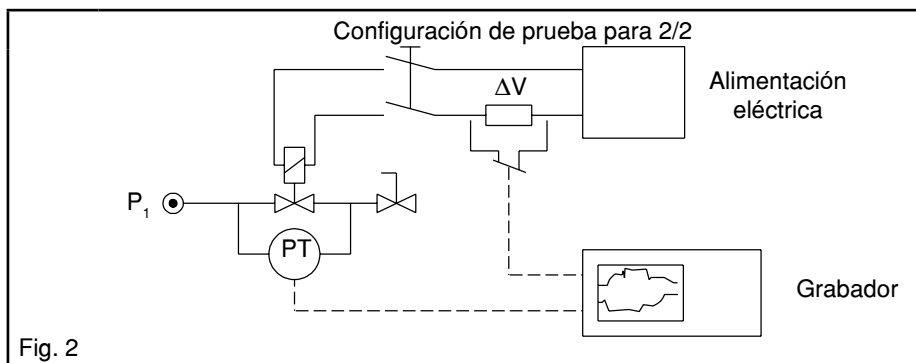 Configuración de prueba para 2/2
ΔV
Alimentación
eléctrica
P1
PT
Grabador
Fig. 2